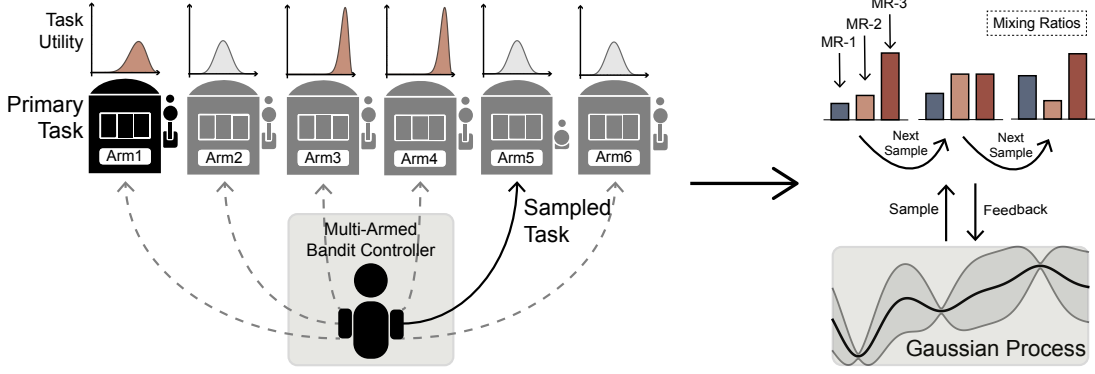 Task
Utility
Primary
Task
Arm1
Arm2
Arm3
Arm4
Arm5
Arm6
Multi-Armed
Bandit Controller
Sampled
Task
MR-1
MR-2
MR-3
Mixing Ratios
Next
Sample
Next
Sample
Sample
Feedback
Gaussian Process